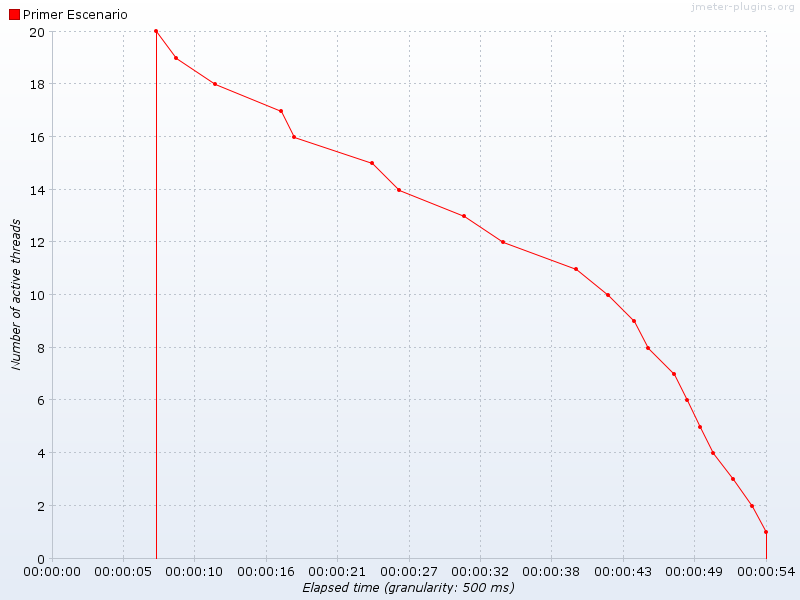 jmeter-plugins.org
Primer Escenario
20
18
16
14
12
10
8
6
4
2
0
Number of active threads
00:00:00 00:00:05 00:00:10 00:00:16 00:00:21 00:00:27 00:00:32 00:00:38 00:00:43 00:00:49 00:00:54
Elapsed time (granularity: 500 ms)